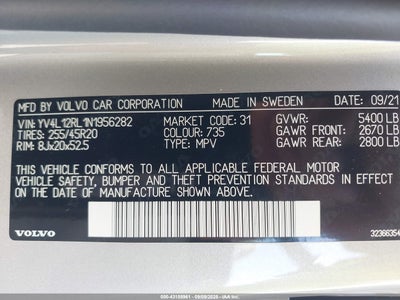 MFD BY VOLVO CAR CORPORATION MADE IN SWEDEN DATE 09/21
VIN: YV4L12RL1N1956282 MARKET CODE: 31 GVWR: 5400 LB
TIRES: 255/45R20 COLOUR: 735 GAWR FRONT: 2670 LB
RIM: 8Jx20x52.5 TYPE: MPV GAWR REAR: 2800 LB
THIS VEHICLE CONFORMS TO ALL APPLICABLE FEDERAL MOTOR
VEHICLE SAFETY, BUMPER AND THEFT PREVENTION STANDARDS IN EFFECT
ON THE DATE OF MANUFACTURE SHOWN ABOVE.
VOLVO 32366354